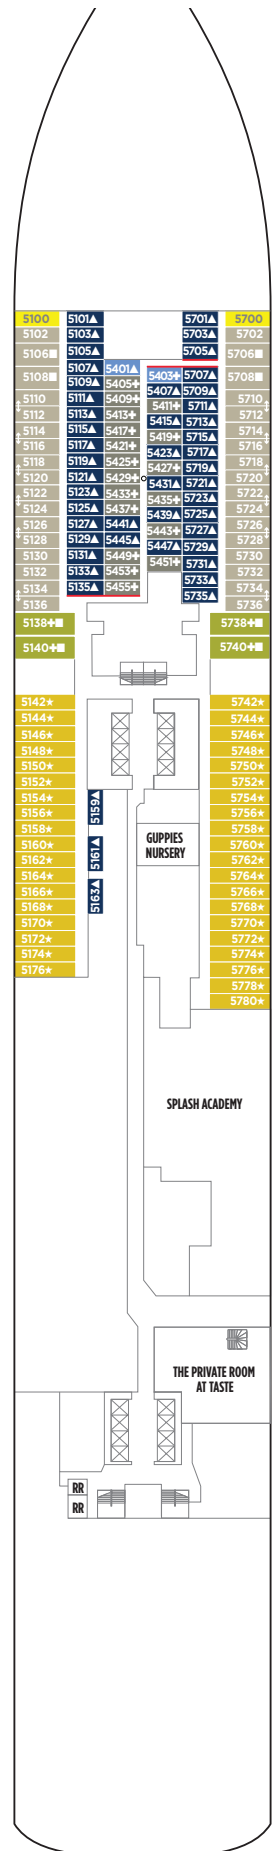 5100 5101▲ 5701▲ 5700
5102 5103▲ 5703▲ 5702
5106■ 5105▲ 5705▲ 5706■
5108■ 5107▲ 5401▲ 5403✚ 5707▲ 5708■
5109▲ 5405✚ 5407▲ 5709▲
5110 5111▲ 5409✚ 5411✚ 5711▲ 5710
5112 5113▲ 5413✚ 5415▲ 5713▲ 5712
5114 5115▲ 5417✚ 5419✚ 5715▲ 5714
5116 5117▲ 5421✚ 5423▲ 5717▲ 5716
5118 5119▲ 5425✚ 5427✚ 5719▲ 5718
5120 5121▲ 5429✚ 5431▲ 5721▲ 5720
5122 5123▲ 5433✚ 5435✚ 5723▲ 5722
5124 5125▲ 5437✚ 5439▲ 5725▲ 5724
5126 5127▲ 5441▲ 5443✚ 5727▲ 5726
5128 5129▲ 5445▲ 5447▲ 5729▲ 5728
5130 5131▲ 5449✚ 5451✚ 5731▲ 5730
5132 5133▲ 5453✚ 5733▲ 5732
5134 5135▲ 5455✚ 5735▲ 5734
5136 5736
5138✚■ 5738✚■
5140✚■ 5740✚■
5142★ 5742★
5144★ 5744★
5146★ 5746★
5148★ 5748★
5150★ 5750★
5152★ 5752★
5154★ 5159▲ 5754★
5156★ 5756★
5158★ 5758★
5160★ 5161▲ 5760★
5162★ 5762★
5164★ 5163▲ 5764★
5166★ 5766★
5168★ 5768★
5170★ 5770★
5172★ 5772★
5174★ 5774★
5176★ 5776★
5778★
5780★
GUPPIES
NURSERY
SPLASH ACADEMY
THE PRIVATE ROOM
AT TASTE
RR
RR